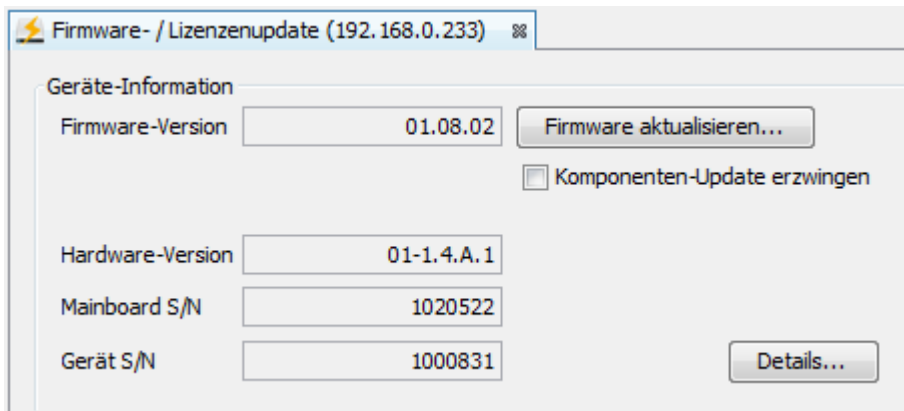 Firmware- / Lizenzenupdate (192.168.0.233)
Geräte-Information
Firmware-Version 01.08.02 Firmware aktualisieren...
Komponenten-Update erzwingen
Hardware-Version 01-1.4.A.1
Mainboard S/N 1020522
Gerät S/N 1000831 Details...